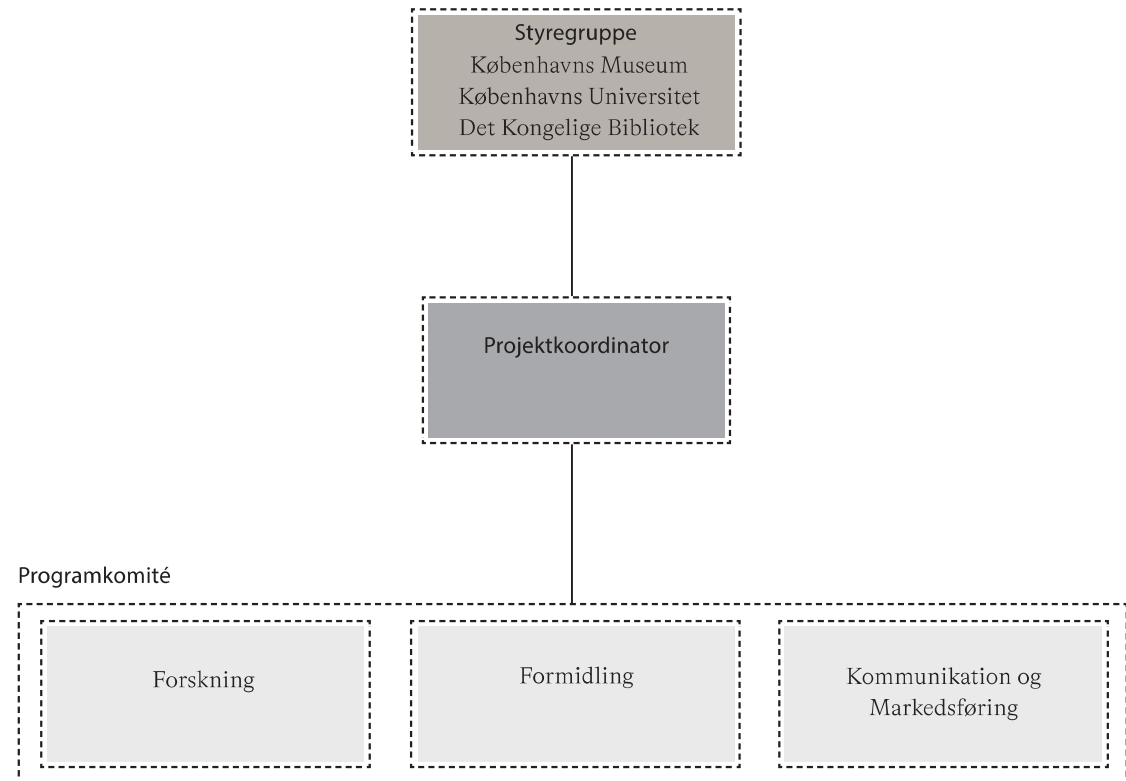 Styregruppe
Københavns Museum
Københavns Universitet
Det Kongelige Bibliotek
Projektkoordinator
Programkomité
Forskning
Formidling
Kommunikation og
Markedsføring